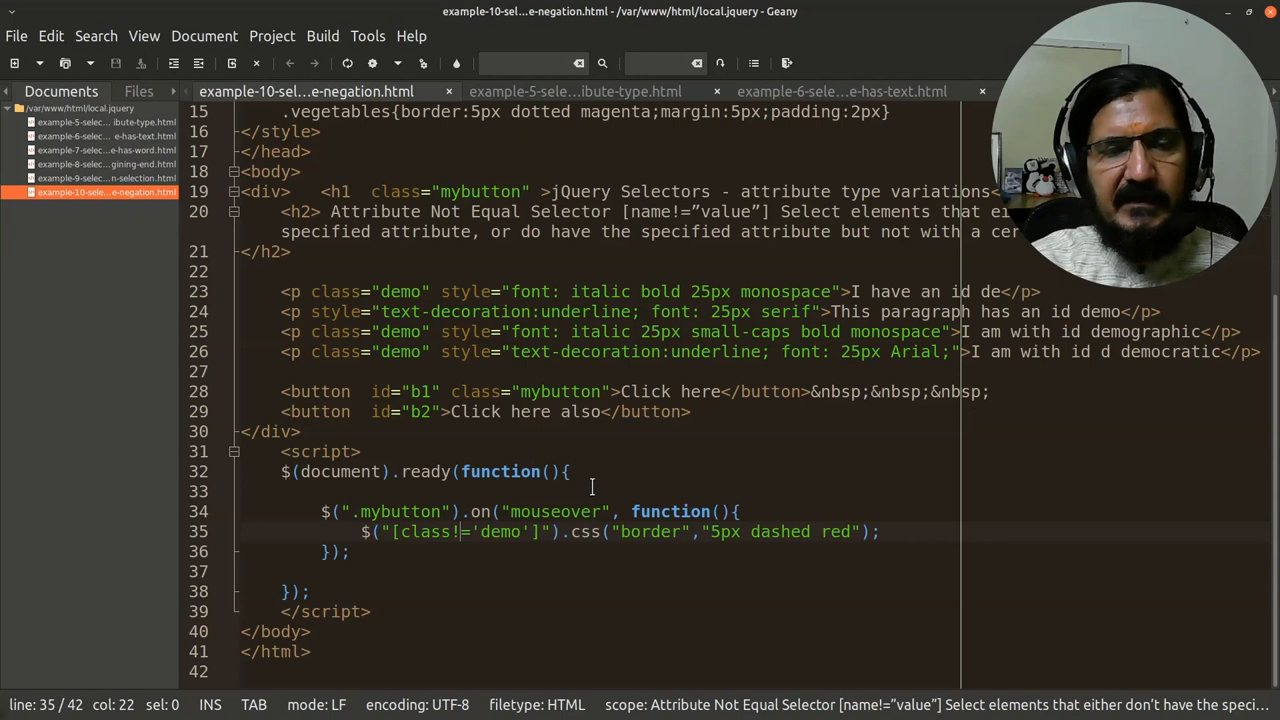 example-10-sel...e-negation.html - /var/www/html/local.jquery - Geany
File Edit Search View Document Project Build Tools Help
Documents Files example-10-sel...e-negation.html × example-5-sele...ibute-type.html × example-6-sele...e-has-text.html ×
/var/www/html/local.jquery
example-5-selec... ibute-type.html
example-6-selec... e-has-text.html
example-7-selec...e-has-word.html
example-8-selec... gining-end.html
example-9-selec...n-selection.html
example-10-sele...e-negation.html
15 .vegetables{border:5px dotted magenta;margin:5px;padding:2px}
16 </style>
17 </head>
18 <body>
19 <div> <h1 class="mybutton" >jQuery Selectors - attribute type variations<
20 <h2> Attribute Not Equal Selector [name!=”value”] Select elements that ei
specified attribute, or do have the specified attribute but not with a cer
21 </h2>
22
23 <p class="demo" style="font: italic bold 25px monospace">I have an id de</p>
24 <p style="text-decoration:underline; font: 25px serif">This paragraph has an id demo</p>
25 <p class="demo" style="font: italic 25px small-caps bold monospace">I am with id demographic</p>
26 <p class="demo" style="text-decoration:underline; font: 25px Arial;">I am with id d democratic</p>
27
28 <button id="b1" class="mybutton">Click here</button>&nbsp;&nbsp;&nbsp;
29 <button id="b2">Click here also</button>
30 </div>
31 <script>
32 $(document).ready(function(){
33
34 $(".mybutton").on("mouseover", function(){
35 $("[class!='demo']").css("border","5px dashed red");
36 });
37
38 });
39 </script>
40 </body>
41 </html>
42
line: 35 / 42 col: 22 sel: 0 INS TAB mode: LF encoding: UTF-8 filetype: HTML scope: Attribute Not Equal Selector [name!=”value”] Select elements that either don’t have the speci...